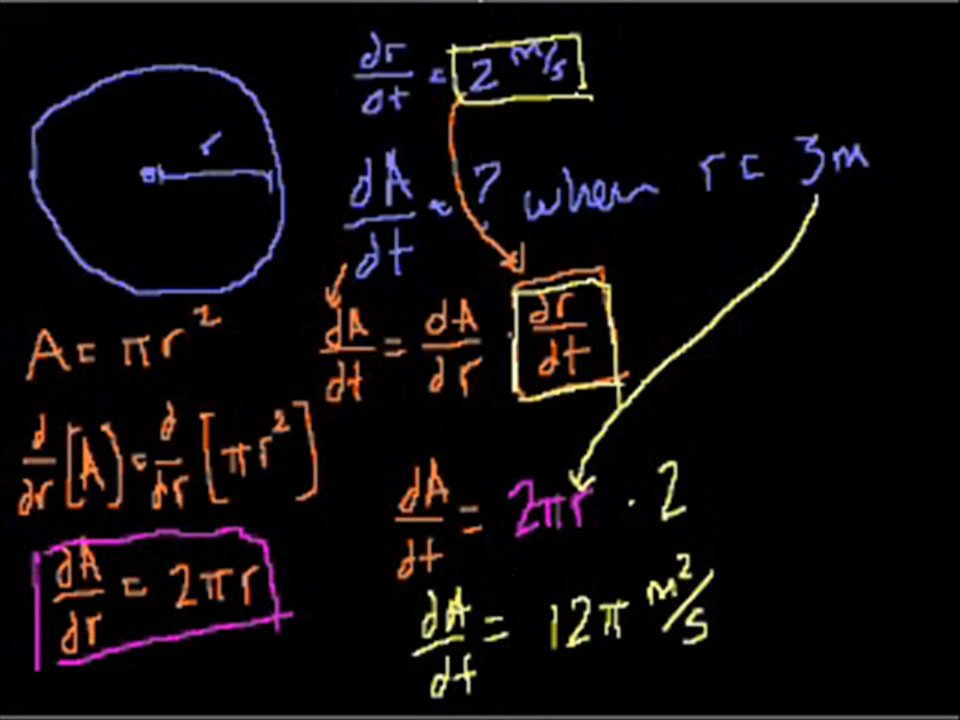 r
dr/dt = 2 m/s
dA/dt = ? when r = 3m
A = πr²
dA/dt = dA/dr · dr/dt
d/dr [A] = d/dr [πr²]
dA/dr = 2πr
dA/dt = 2πr · 2
dA/dt = 12π m²/s